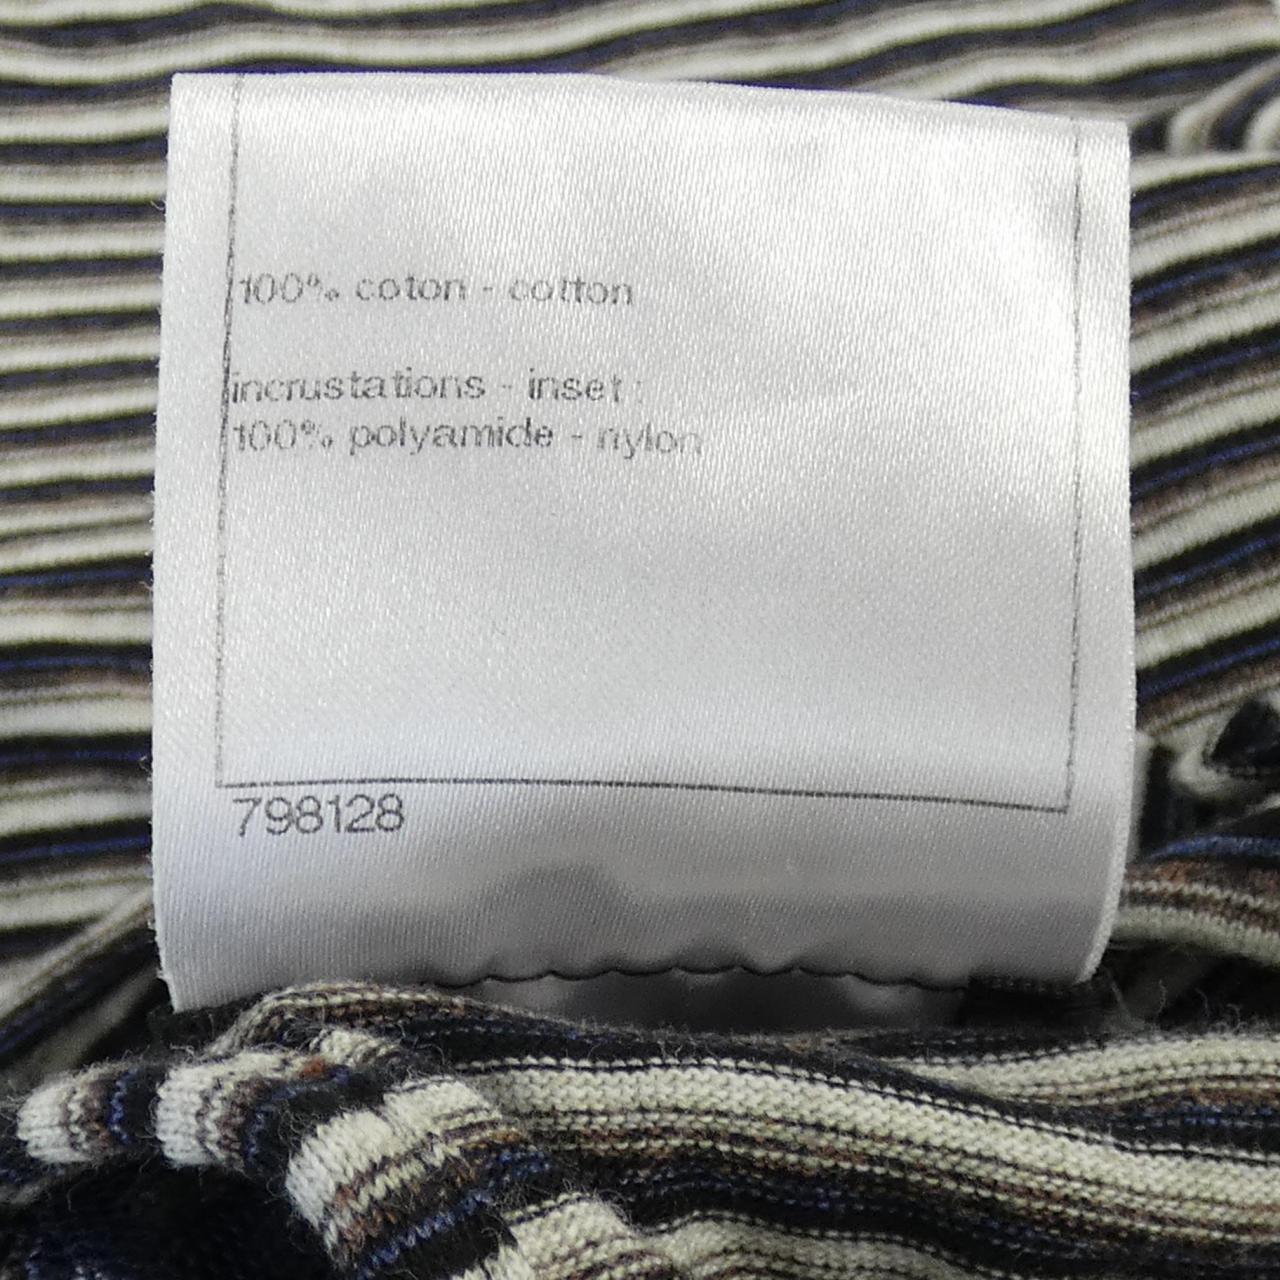 100% coton - cotton
incrustations - inset :
100% polyamide - nylon
798128